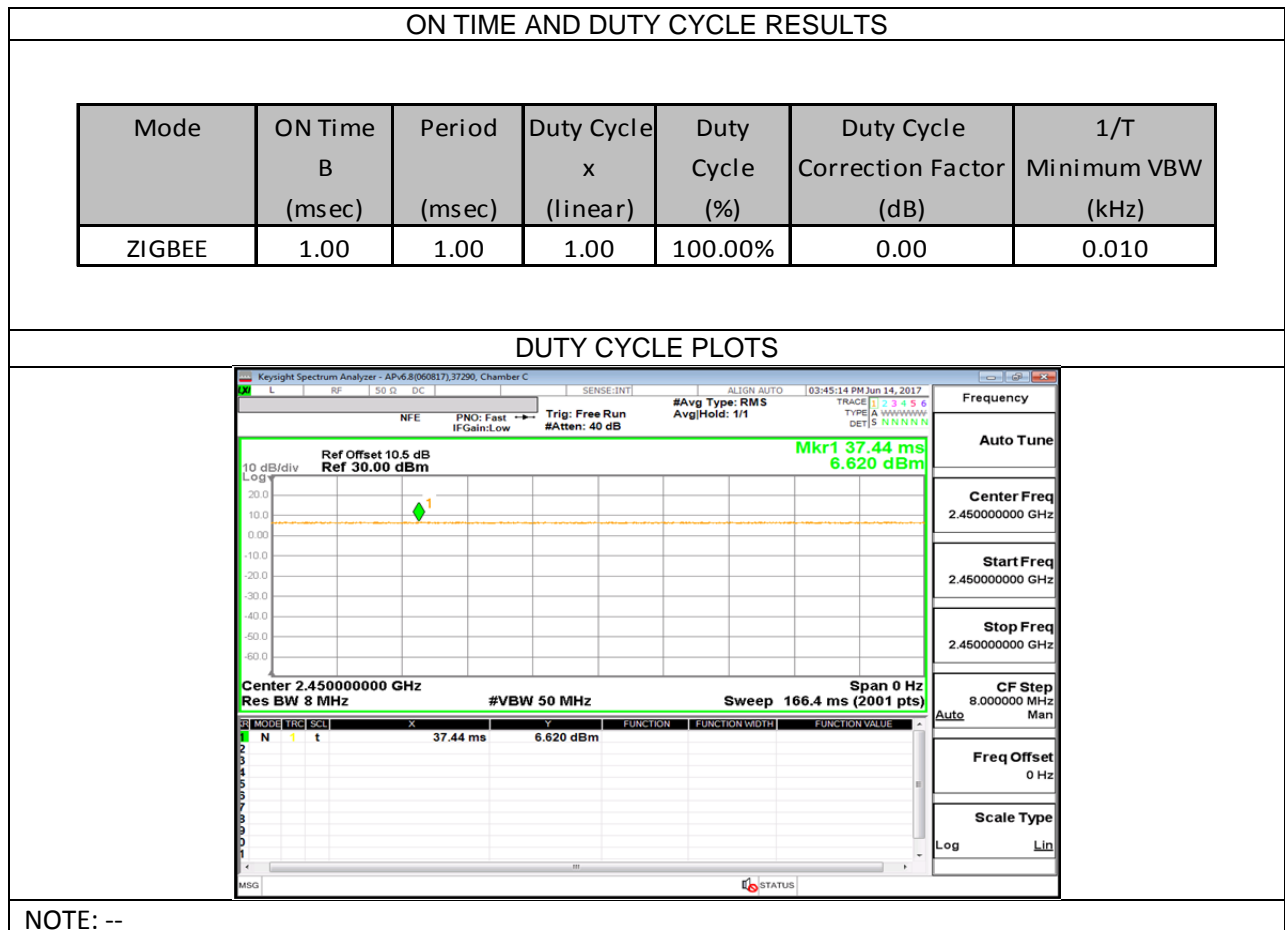 ON TIME AND DUTY CYCLE RESULTS
Mode ON Time B (msec) Period (msec) Duty Cycle x (linear) Duty Cycle (%) Duty Cycle Correction Factor (dB) 1/T Minimum VBW (kHz)
ZIGBEE 1.00 1.00 1.00 100.00% 0.00 0.010
DUTY CYCLE PLOTS
Keysight Spectrum Analyzer - APv6.8(060817),37290, Chamber C
LXI L RF 50 Ω DC SENSE:INT ALIGN AUTO 03:45:14 PM Jun 14, 2017
#Avg Type: RMS
Avg|Hold: 1/1
TRACE 1 2 3 4 5 6
TYPE A WWWWW
DET S N N N N N
NFE PNO: Fast Trig: Free Run
IFGain:Low #Atten: 40 dB
Mkr1 37.44 ms
6.620 dBm
Ref Offset 10.5 dB
10 dB/div Ref 30.00 dBm
Log
1
20.0
10.0
0.00
-10.0
-20.0
-30.0
-40.0
-50.0
-60.0
Center 2.450000000 GHz Span 0 Hz
Res BW 8 MHz #VBW 50 MHz Sweep 166.4 ms (2001 pts)
MODE TRC SCL X Y FUNCTION FUNCTION WIDTH FUNCTION VALUE
1 N 1 t 37.44 ms 6.620 dBm
2
3
4
5
6
7
8
9
MSG STATUS
Frequency
Auto Tune
Center Freq
2.450000000 GHz
Start Freq
2.450000000 GHz
Stop Freq
2.450000000 GHz
CF Step
8.000000 MHz
Auto Man
Freq Offset
0 Hz
Scale Type
Log Lin
NOTE: --